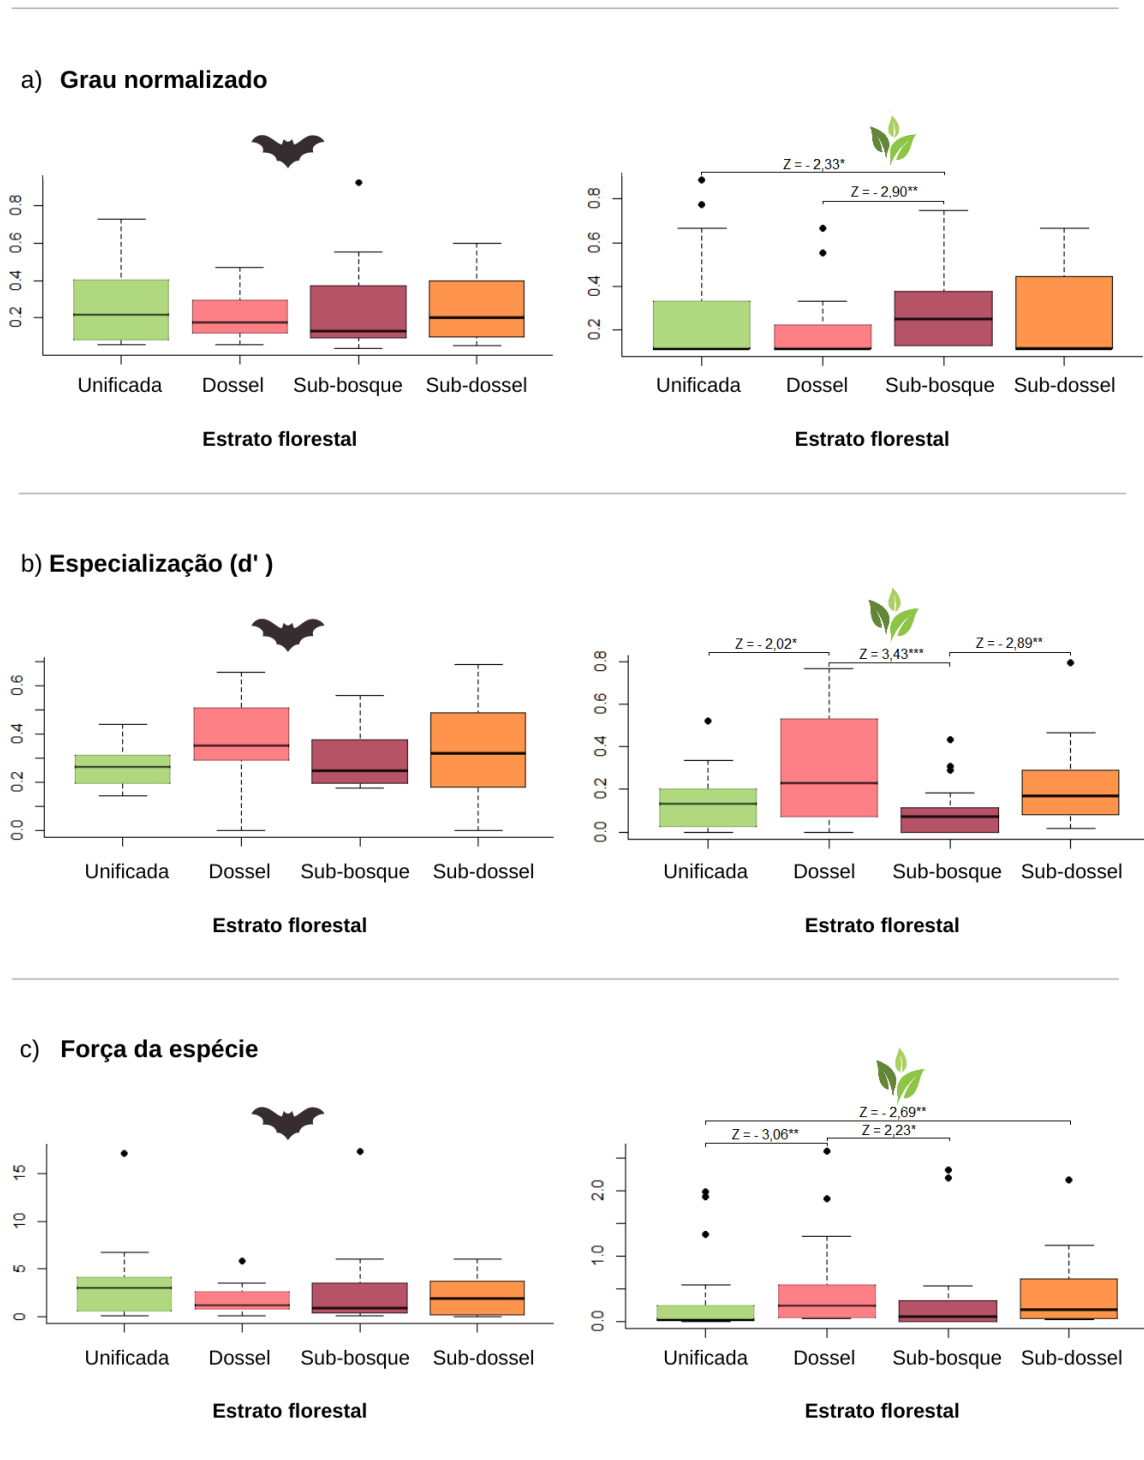 a) Grau normalizado
0.2
0.4
0.6
0.8
Unificada Dossel Sub-bosque Sub-dossel
Estrato florestal
Z = - 2,33*
Z = - 2,90**
0.2
0.4
0.6
0.8
Unificada Dossel Sub-bosque Sub-dossel
Estrato florestal
b) Especialização (d' )
0.0
0.2
0.4
0.6
Unificada Dossel Sub-bosque Sub-dossel
Estrato florestal
Z = - 2,02* Z = 3,43*** Z = - 2,89**
0.0
0.2
0.4
0.6
0.8
Unificada Dossel Sub-bosque Sub-dossel
Estrato florestal
c) Força da espécie
0
5
10
15
Unificada Dossel Sub-bosque Sub-dossel
Estrato florestal
Z = - 2,69**
Z = - 3,06** Z = 2,23*
0.0
1.0
2.0
Unificada Dossel Sub-bosque Sub-dossel
Estrato florestal